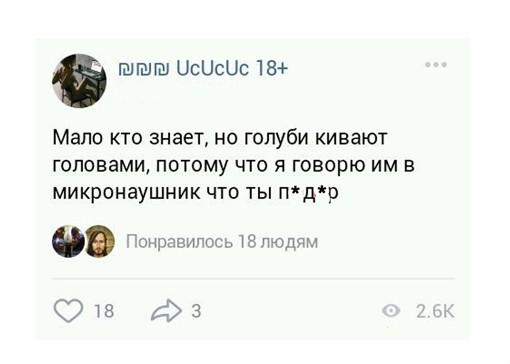 ₪₪₪ UcUcUc 18+
Мало кто знает, но голуби кивают
головами, потому что я говорю им в
микронаушник что ты п*д*р
Понравилось 18 людям
18 3 2.6K